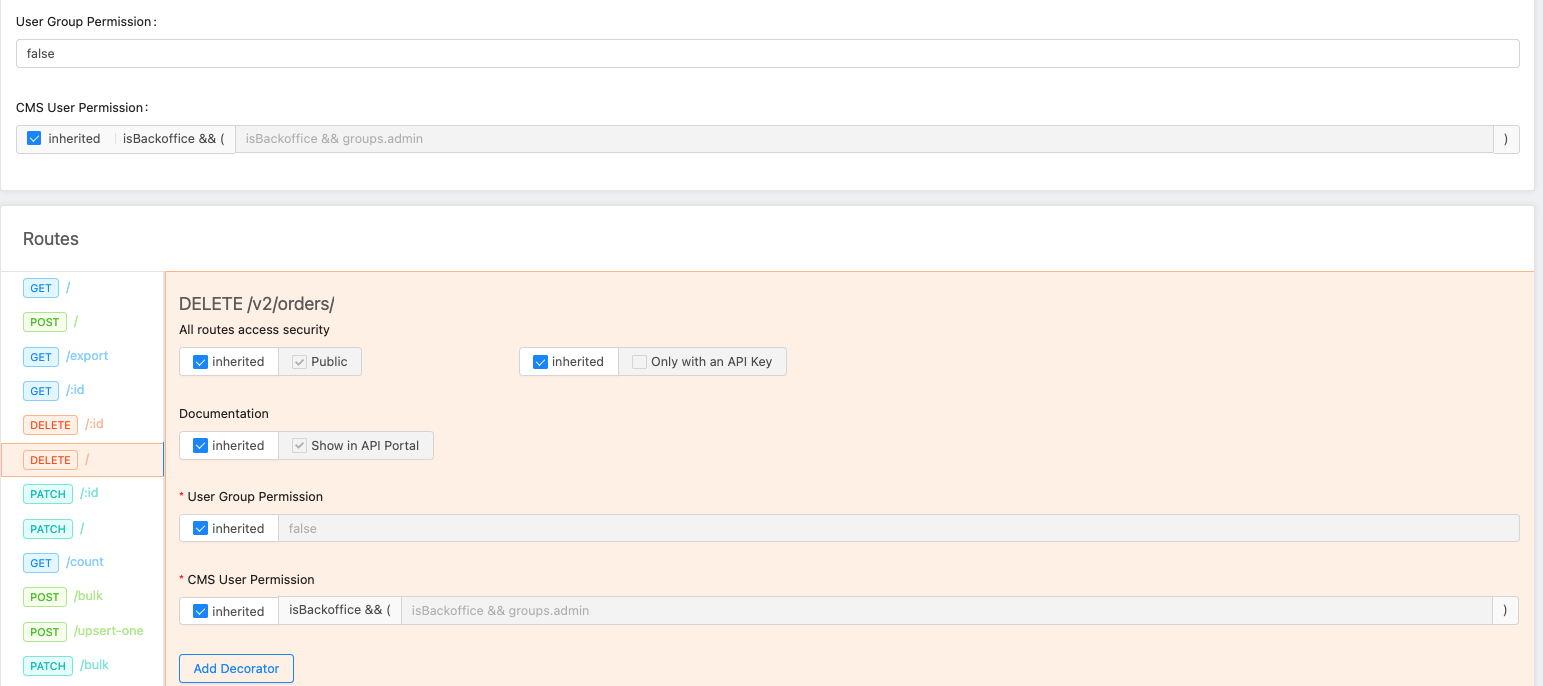 User Group Permission :
false
CMS User Permission :
inherited isBackoffice && ( isBackoffice && groups.admin )
Routes
GET /
POST /
GET /export
GET /:id
DELETE /:id
DELETE /
PATCH /:id
PATCH /
GET /count
POST /bulk
POST /upsert-one
PATCH /bulk
DELETE /v2/orders/
All routes access security
inherited Public inherited Only with an API Key
Documentation
inherited Show in API Portal
* User Group Permission
inherited false
* CMS User Permission
inherited isBackoffice && ( isBackoffice && groups.admin )
Add Decorator